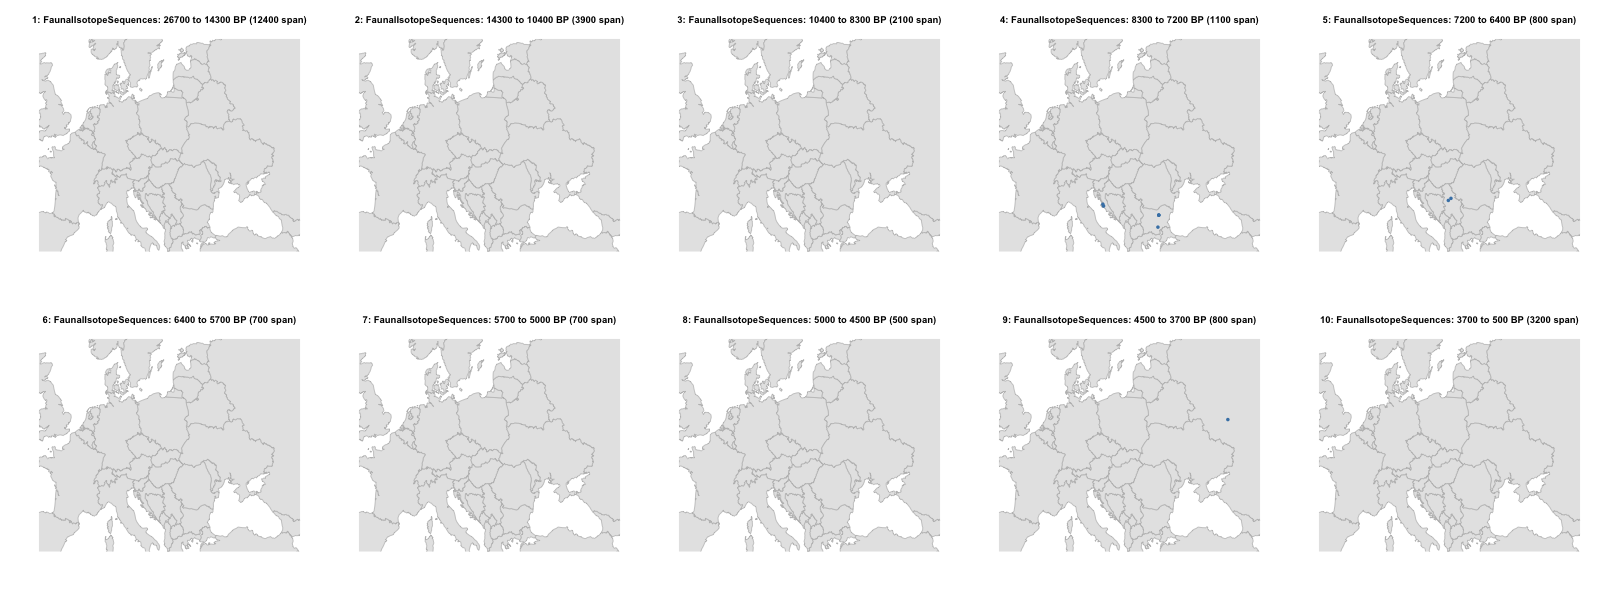 1: FaunalIsotopeSequences: 26700 to 14300 BP (12400 span)
2: FaunalIsotopeSequences: 14300 to 10400 BP (3900 span)
3: FaunalIsotopeSequences: 10400 to 8300 BP (2100 span)
4: FaunalIsotopeSequences: 8300 to 7200 BP (1100 span)
5: FaunalIsotopeSequences: 7200 to 6400 BP (800 span)
6: FaunalIsotopeSequences: 6400 to 5700 BP (700 span)
7: FaunalIsotopeSequences: 5700 to 5000 BP (700 span)
8: FaunalIsotopeSequences: 5000 to 4500 BP (500 span)
9: FaunalIsotopeSequences: 4500 to 3700 BP (800 span)
10: FaunalIsotopeSequences: 3700 to 500 BP (3200 span)